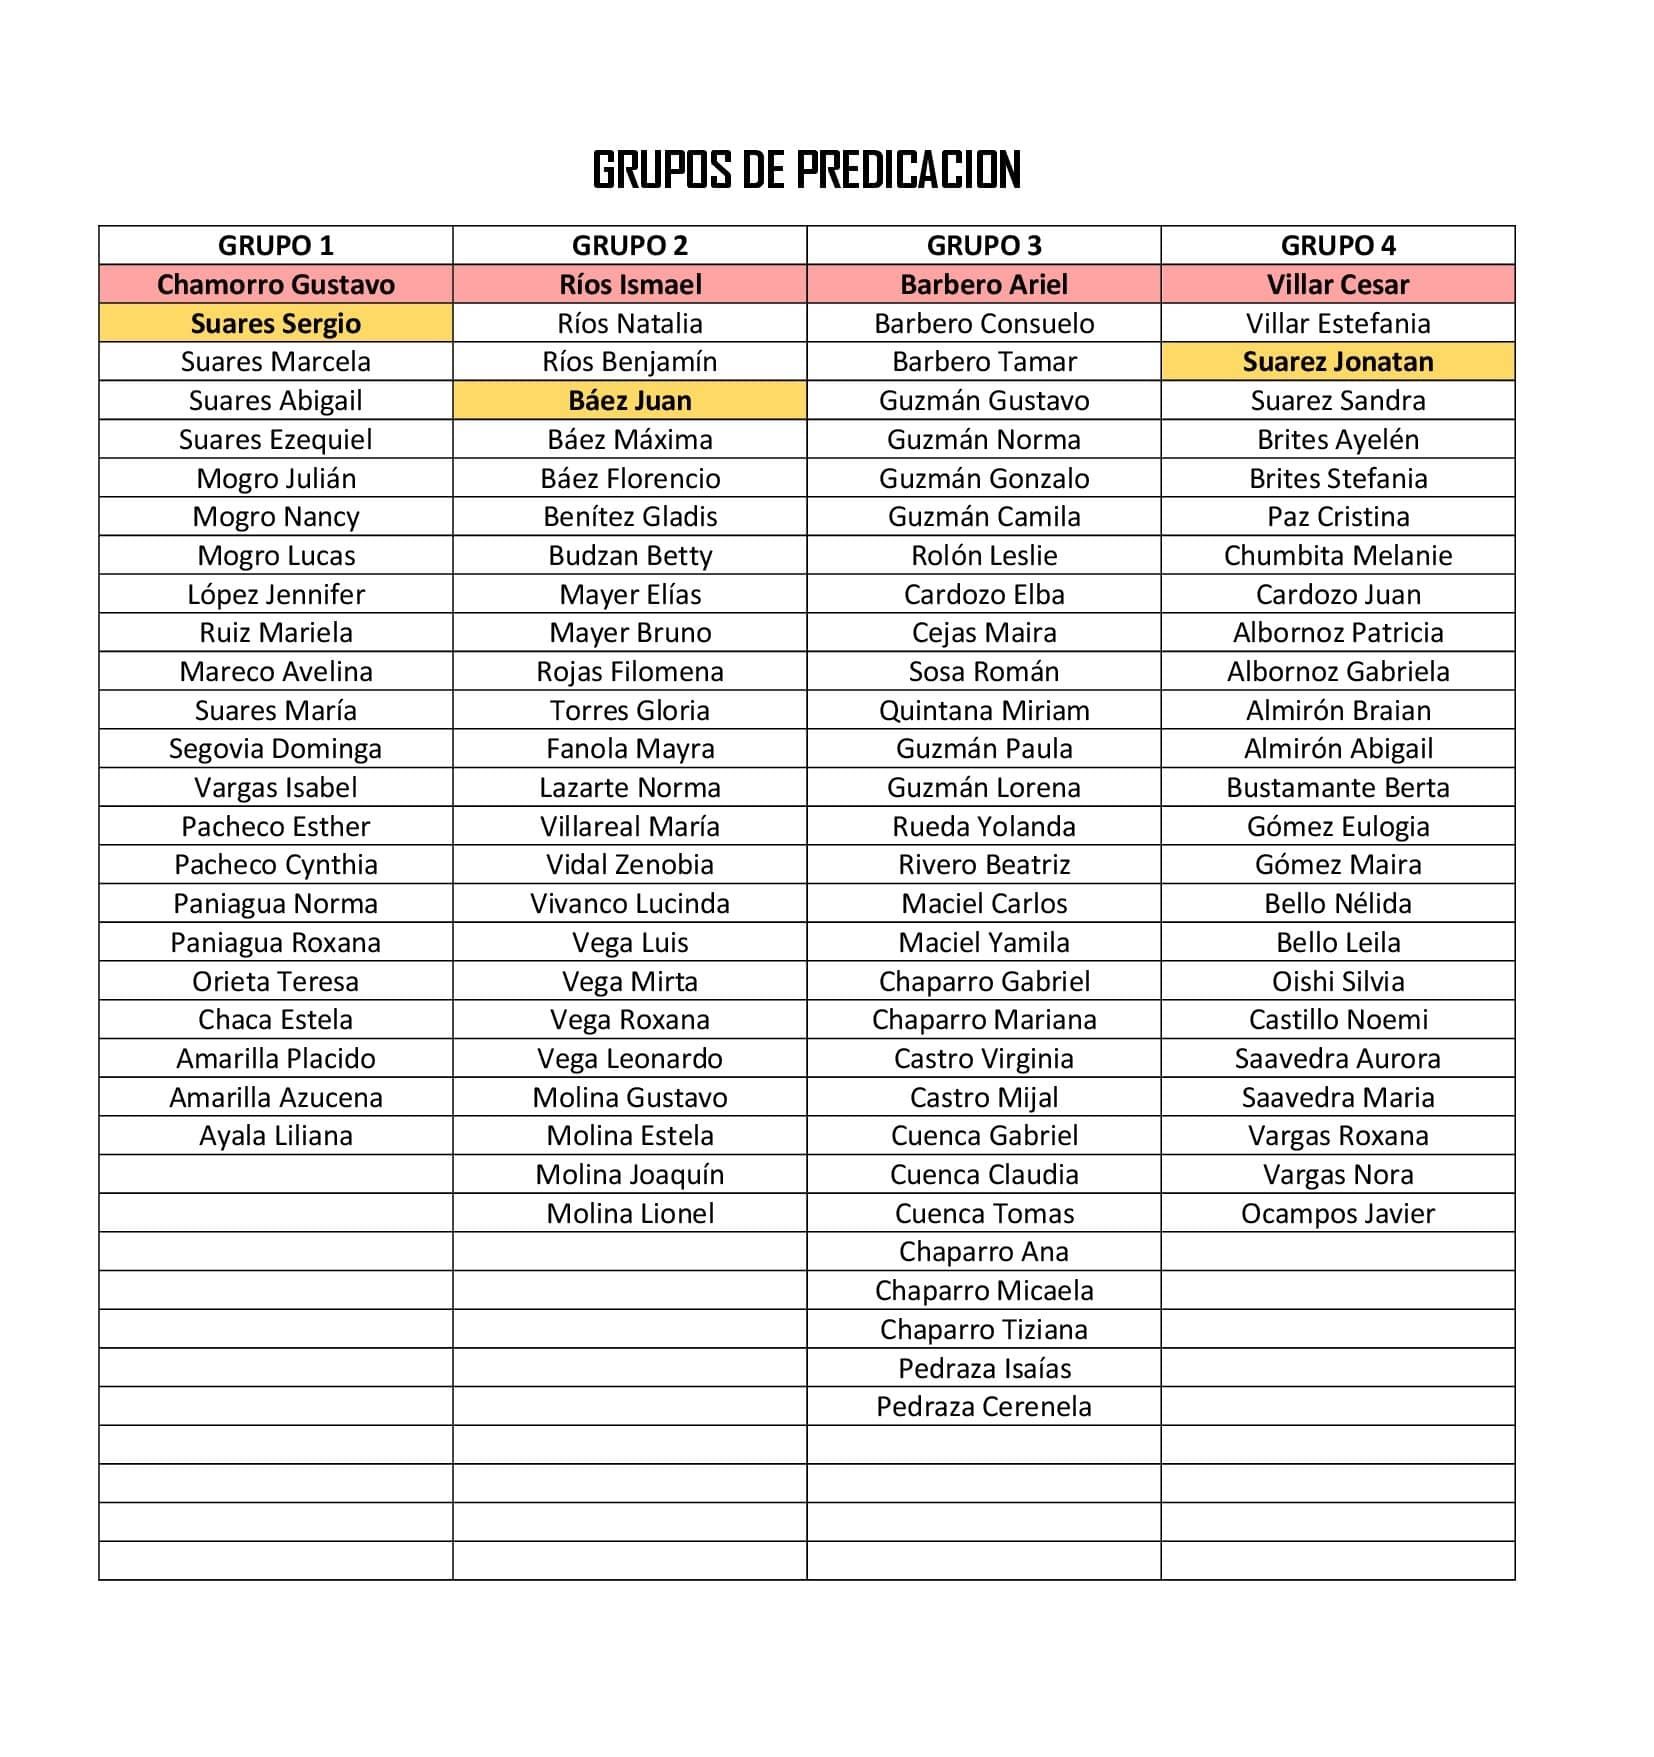 GRUPOS DE PREDICACION
GRUPO 1 GRUPO 2 GRUPO 3 GRUPO 4
Chamorro Gustavo Ríos Ismael Barbero Ariel Villar Cesar
Suares Sergio Ríos Natalia Barbero Consuelo Villar Estefania
Suares Marcela Ríos Benjamín Barbero Tamar Suarez Jonatan
Suares Abigail Báez Juan Guzmán Gustavo Suarez Sandra
Suares Ezequiel Báez Máxima Guzmán Norma Brites Ayelén
Mogro Julián Báez Florencio Guzmán Gonzalo Brites Stefania
Mogro Nancy Benítez Gladis Guzmán Camila Paz Cristina
Mogro Lucas Budzan Betty Rolón Leslie Chumbita Melanie
López Jennifer Mayer Elías Cardozo Elba Cardozo Juan
Ruiz Mariela Mayer Bruno Cejas Maira Albornoz Patricia
Mareco Avelina Rojas Filomena Sosa Román Albornoz Gabriela
Suares María Torres Gloria Quintana Miriam Almirón Braian
Segovia Dominga Fanola Mayra Guzmán Paula Almirón Abigail
Vargas Isabel Lazarte Norma Guzmán Lorena Bustamante Berta
Pacheco Esther Villareal María Rueda Yolanda Gómez Eulogia
Pacheco Cynthia Vidal Zenobia Rivero Beatriz Gómez Maira
Paniagua Norma Vivanco Lucinda Maciel Carlos Bello Nélida
Paniagua Roxana Vega Luis Maciel Yamila Bello Leila
Orieta Teresa Vega Mirta Chaparro Gabriel Oishi Silvia
Chaca Estela Vega Roxana Chaparro Mariana Castillo Noemi
Amarilla Placido Vega Leonardo Castro Virginia Saavedra Aurora
Amarilla Azucena Molina Gustavo Castro Mijal Saavedra Maria
Ayala Liliana Molina Estela Cuenca Gabriel Vargas Roxana
Molina Joaquín Cuenca Claudia Vargas Nora
Molina Lionel Cuenca Tomas Ocampos Javier
Chaparro Ana
Chaparro Micaela
Chaparro Tiziana
Pedraza Isaías
Pedraza Cerenela